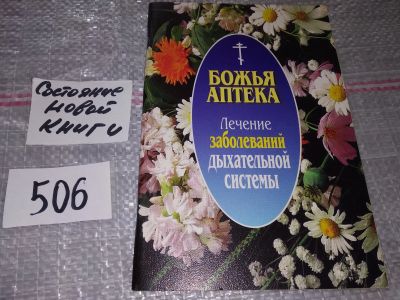 Состояние
новой
книги
506
БОЖЬЯ
АПТЕКА
Лечение
заболеваний
дыхательной
системы